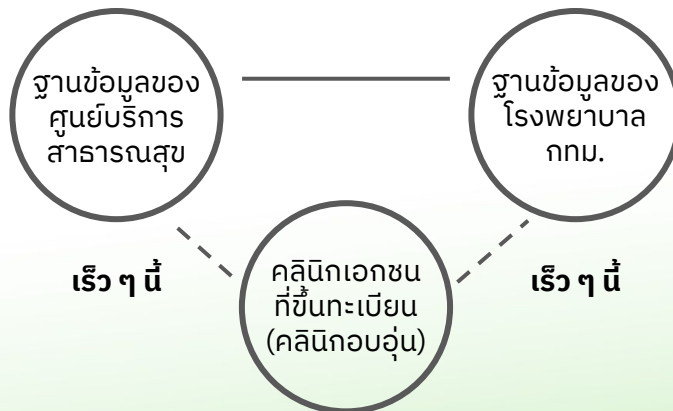 ฐานข้อมูลของ
ศูนย์บริการ
สาธารณสุข
ฐานข้อมูลของ
โรงพยาบาล
กทม.
เร็ว ๆ นี้
คลินิกเอกชน
ที่ขึ้นทะเบียน
(คลินิกอบอุ่น)
เร็ว ๆ นี้